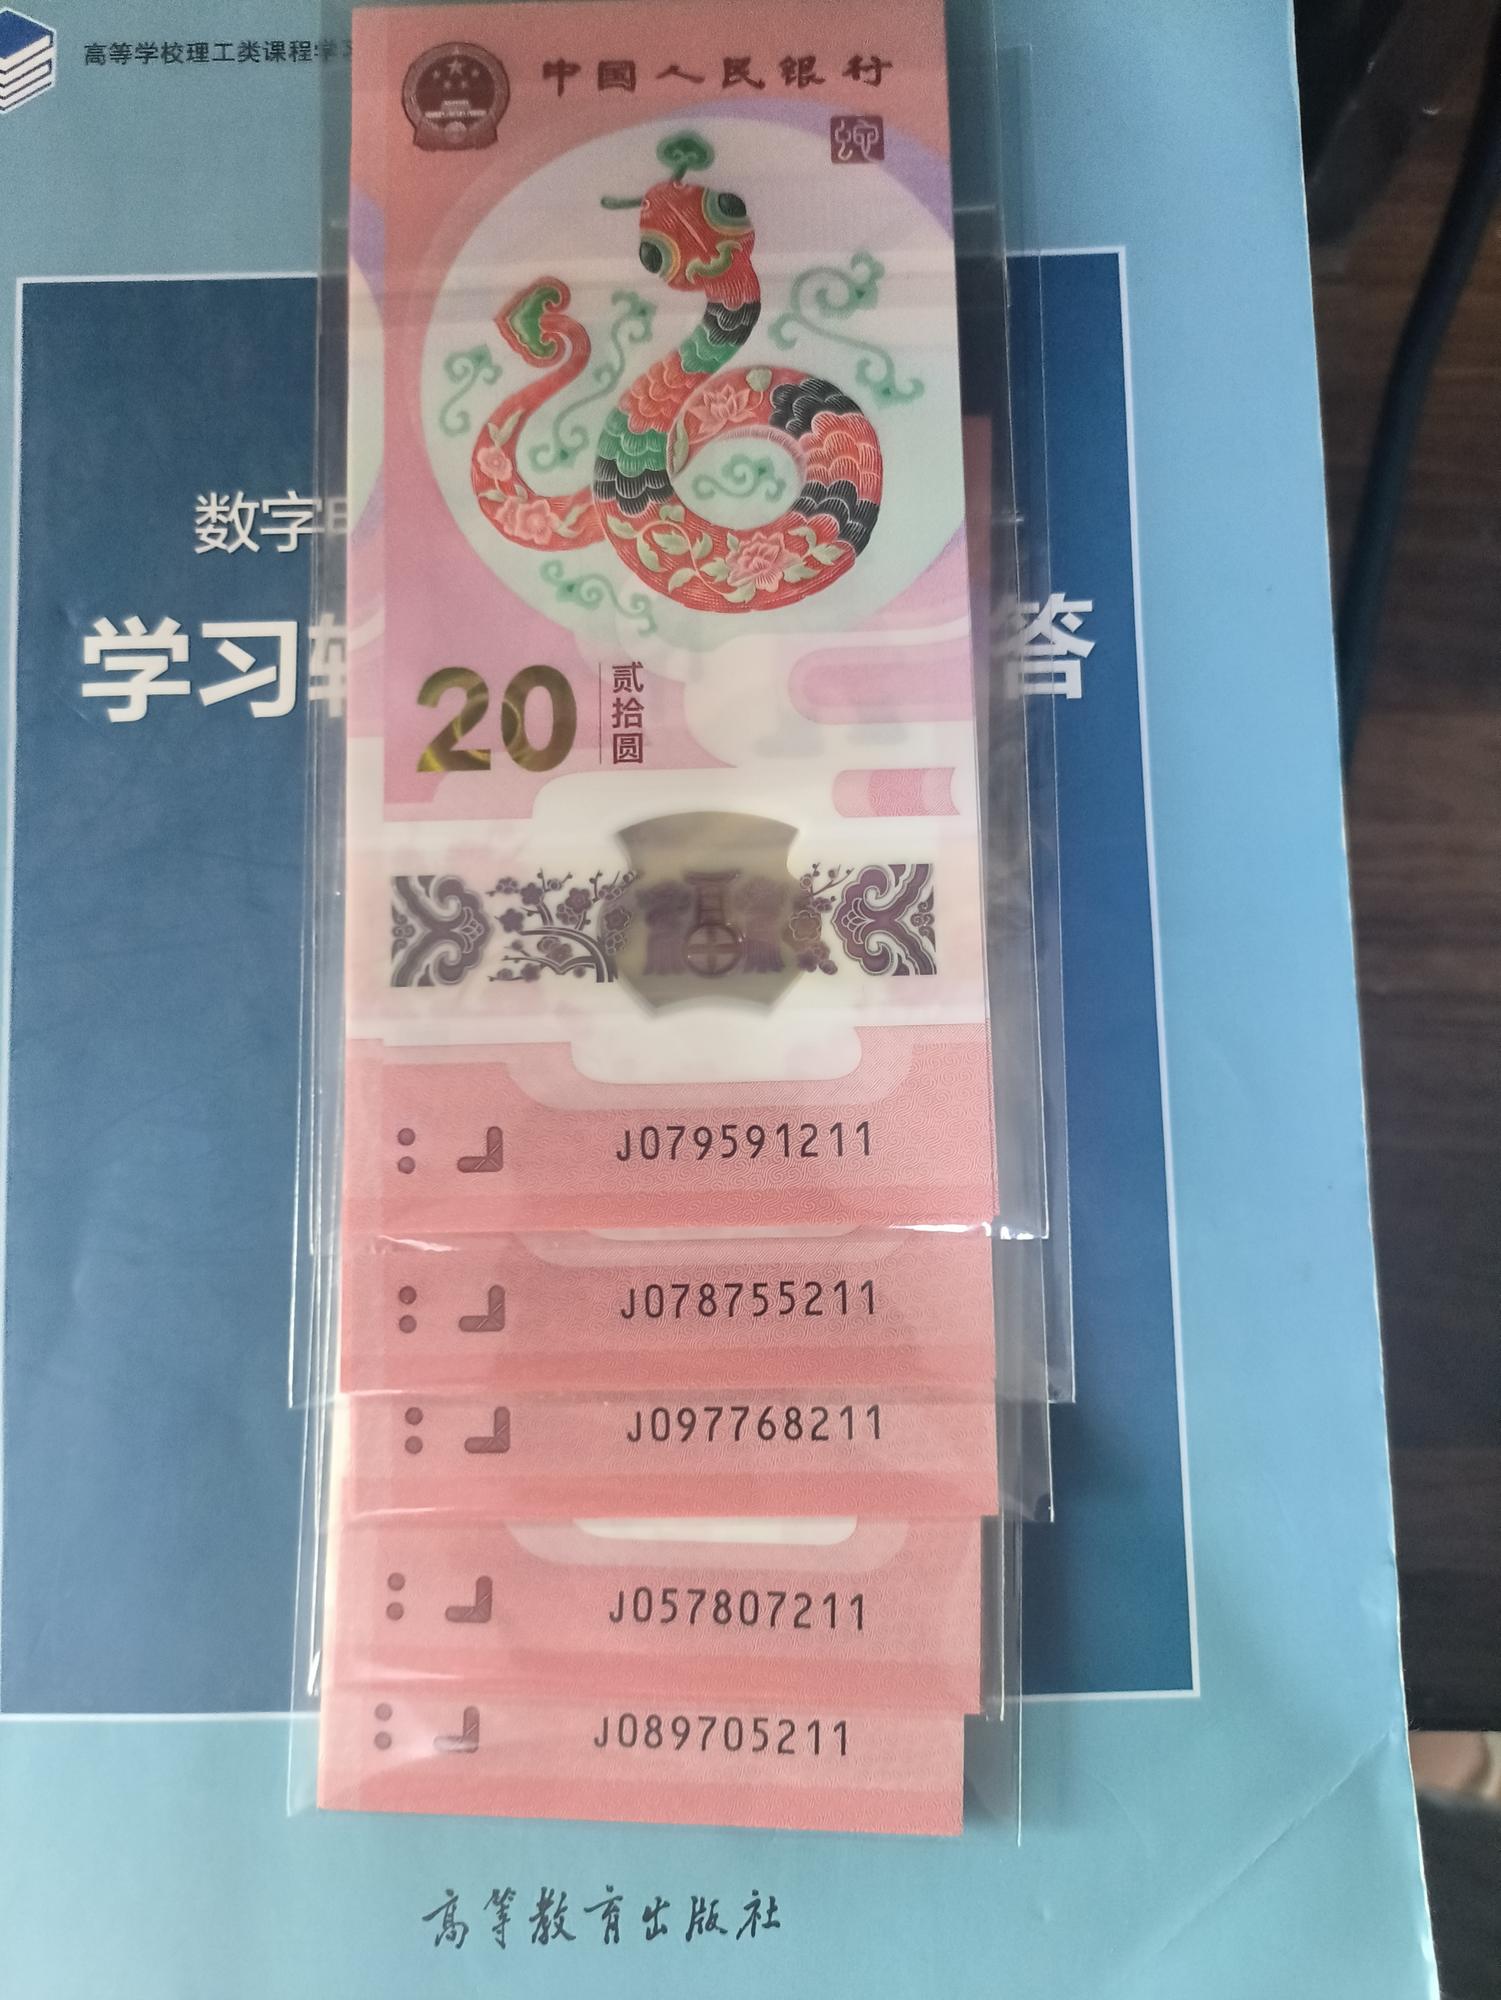 高等学校理工类课程学习
中国人民银行
数字
学习
答
20
贰拾圆
J079591211
J078755211
J097768211
J057807211
J089705211
高等教育出版社